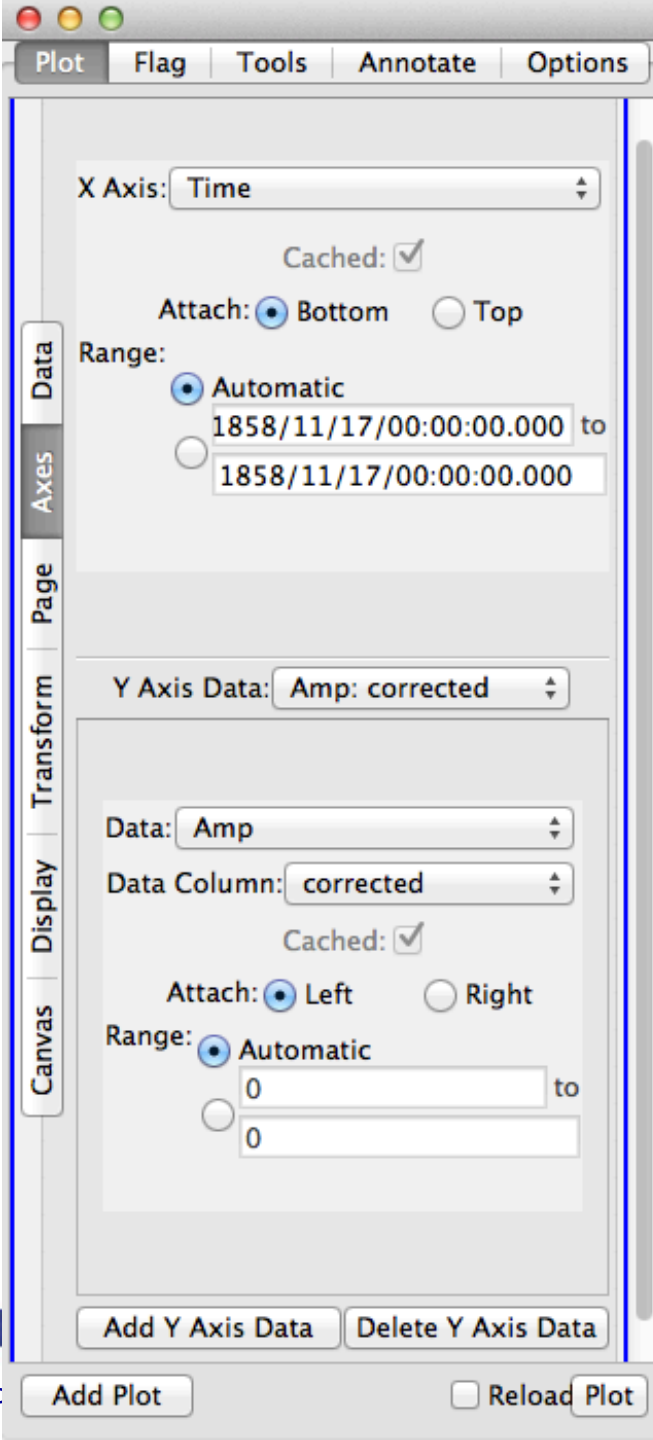 Plot Flag Tools Annotate Options
X Axis: Time
Cached:
Attach: Bottom Top
Range:
Automatic
1858/11/17/00:00:00.000 to
1858/11/17/00:00:00.000
Data
Axes
Page
Transform
Display
Canvas
Y Axis Data: Amp: corrected
Data: Amp
Data Column: corrected
Cached:
Attach: Left Right
Range: Automatic
0 to
0
Add Y Axis Data Delete Y Axis Data
Add Plot Reload Plot